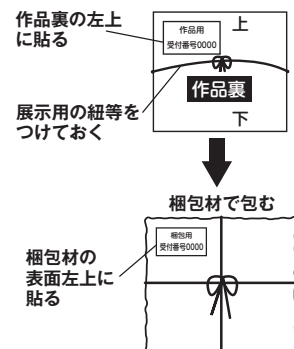 作品裏の左上
に貼る
作品用
受付番号0000
上
作品裏
下
展示用の紐等を
つけておく
梱包材で包む
梱包用
受付番号0000
梱包材の
表面左上に
貼る